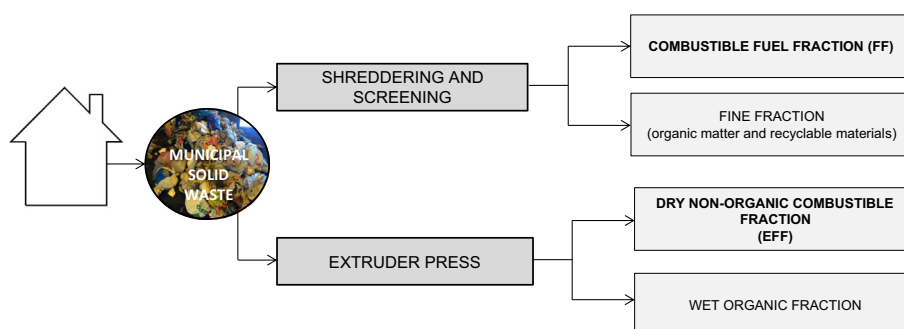 MUNICIPAL
SOLID
WASTE
SHREDDERING AND
SCREENING
COMBUSTIBLE FUEL FRACTION (FF)
FINE FRACTION
(organic matter and recyclable materials)
EXTRUDER PRESS
DRY NON-ORGANIC COMBUSTIBLE
FRACTION
(EFF)
WET ORGANIC FRACTION